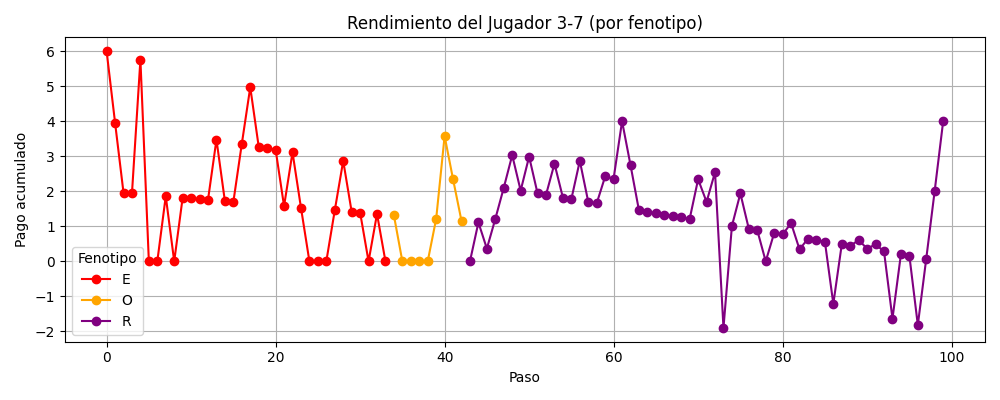 Rendimiento del Jugador 3-7 (por fenotipo)
Pago acumulado
6
5
4
3
2
1
0
−1
−2
Fenotipo
E
O
R
0 20 40 60 80 100
Paso